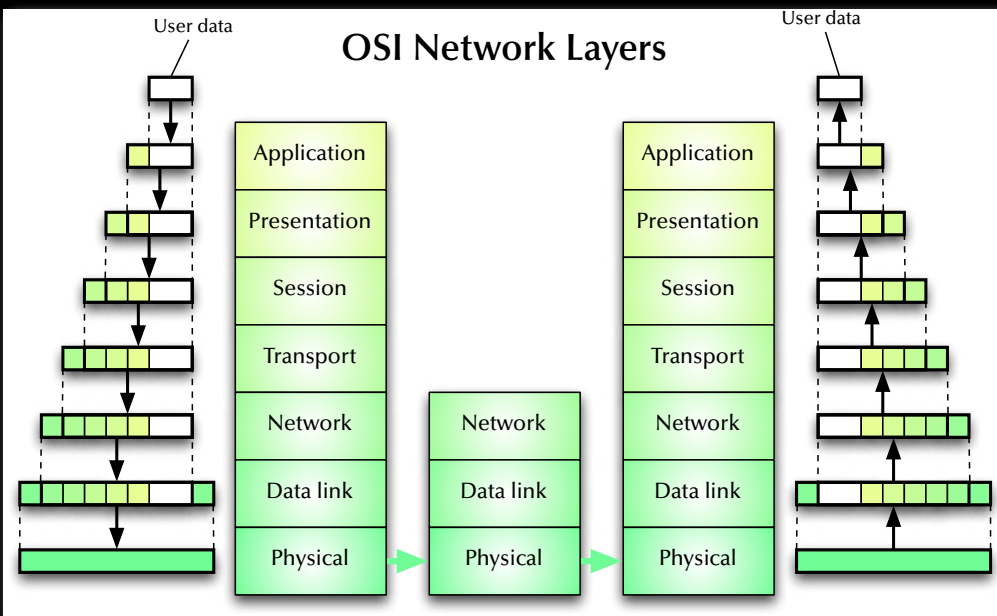 User data
User data
OSI Network Layers
Application
Presentation
Session
Transport
Network
Data link
Physical
Network
Data link
Physical
Application
Presentation
Session
Transport
Network
Data link
Physical